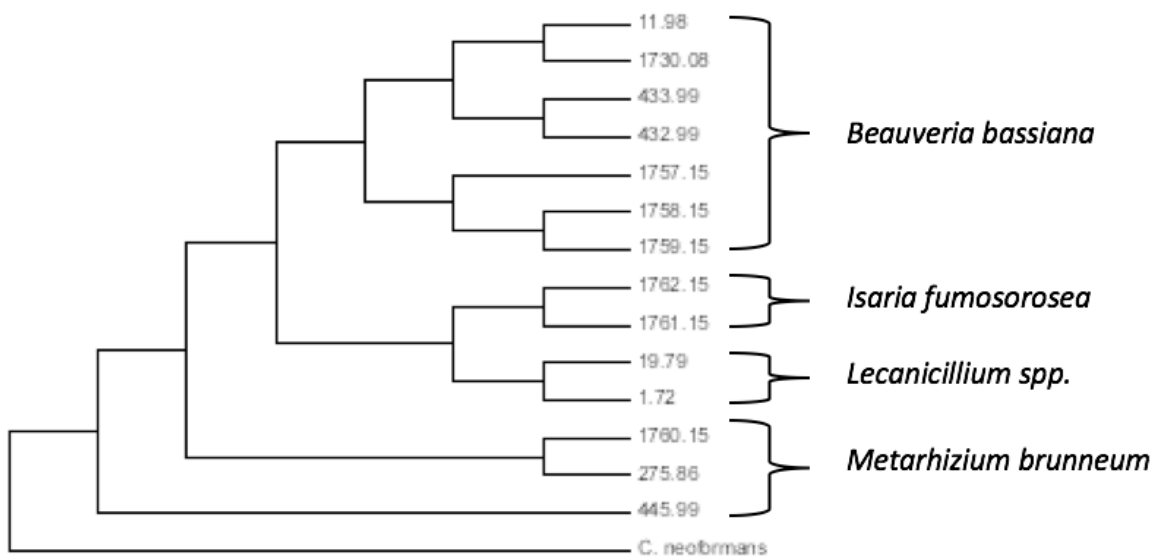 11.98
1730.08
433.99
432.99
1757.15
1758.15
1759.15
Beauveria bassiana
1762.15
1761.15
Isaria fumosorosea
19.79
1.72
Lecanicillium spp.
1760.15
275.86
445.99
Metarhizium brunneum
C. neoformans